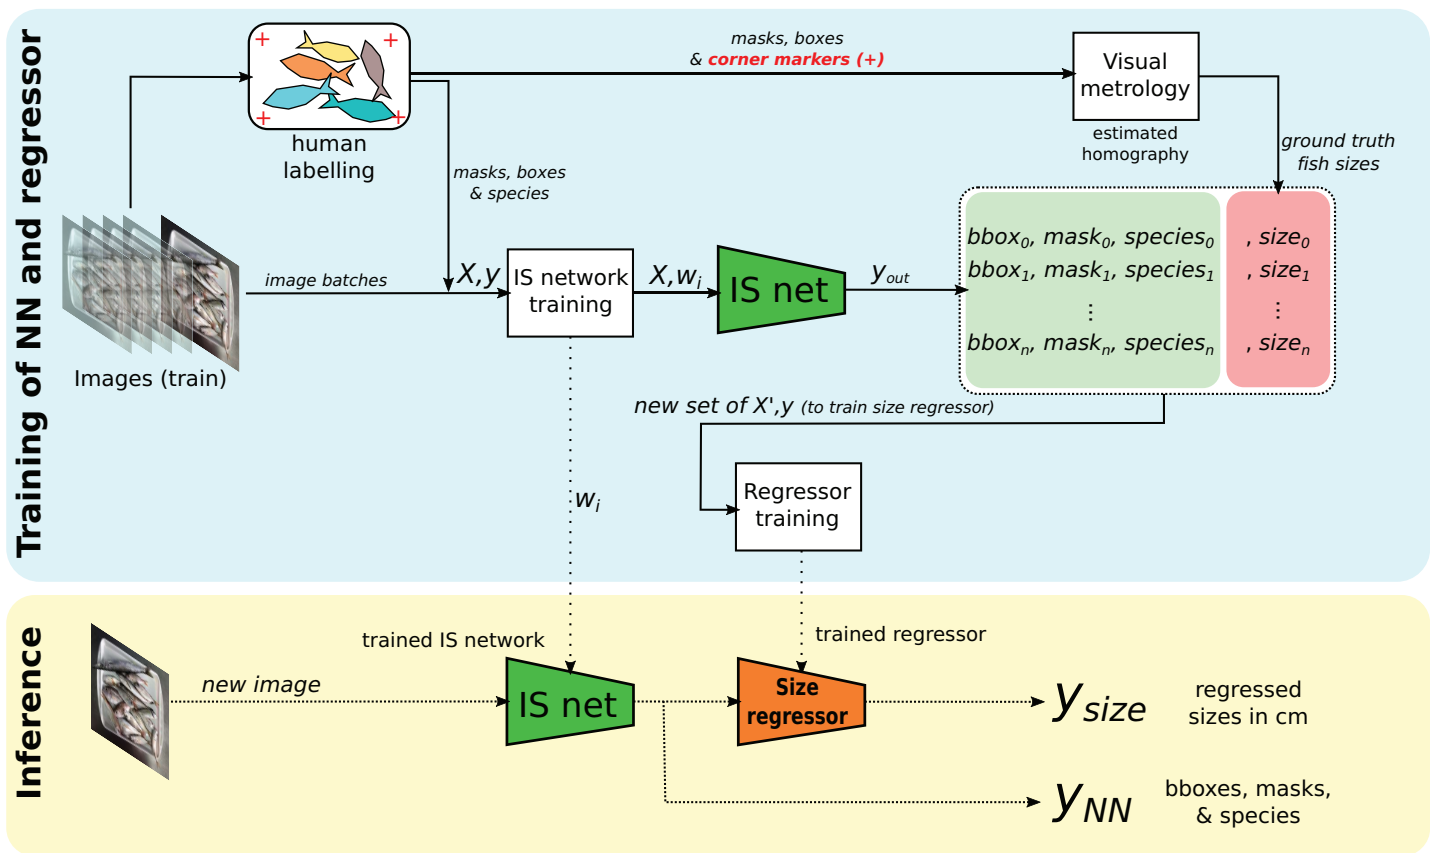 Training of NN and regressor
+ +
+ +
human
labelling
masks, boxes
& corner markers (+)
Visual
metrology
estimated
homography
ground truth
fish sizes
masks, boxes
& species
Images (train)
image batches
X,y
IS network
training
X,wᵢ
IS net
yₒᵤₜ
bbox₀, mask₀, species₀ , size₀
bbox₁, mask₁, species₁ , size₁
⋮ ⋮
bboxₙ, maskₙ, speciesₙ , sizeₙ
new set of X',y (to train size regressor)
Regressor
training
wᵢ
Inference
new image
trained IS network
IS net
trained regressor
Size
regressor
y_size
regressed
sizes in cm
y_NN
bboxes, masks,
& species